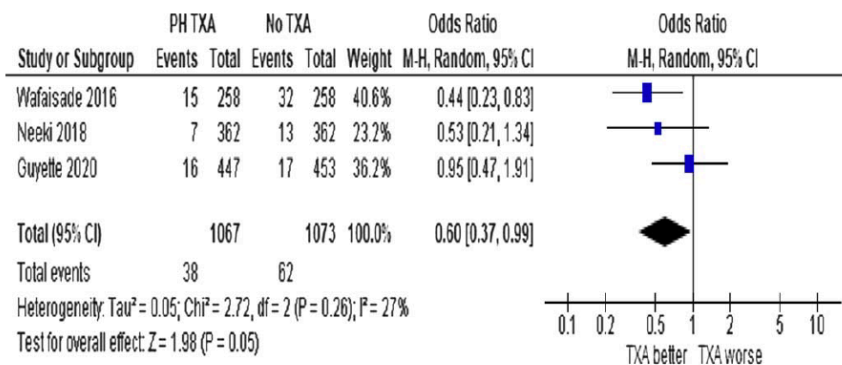 PH TXA No TXA Odds Ratio Odds Ratio
Study or Subgroup Events Total Events Total Weight M-H, Random, 95% CI M-H, Random, 95% CI
Wafaisade 2016 15 258 32 258 40.6% 0.44 [0.23, 0.83]
Neeki 2018 7 362 13 362 23.2% 0.53 [0.21, 1.34]
Guyette 2020 16 447 17 453 36.2% 0.95 [0.47, 1.91]
Total (95% CI) 1067 1073 100.0% 0.60 [0.37, 0.99]
Total events 38 62
Heterogeneity: Tau² = 0.05; Chi² = 2.72, df = 2 (P = 0.26); I² = 27%
Test for overall effect: Z = 1.98 (P = 0.05)
0.1 0.2 0.5 1 2 5 10
TXA better TXA worse